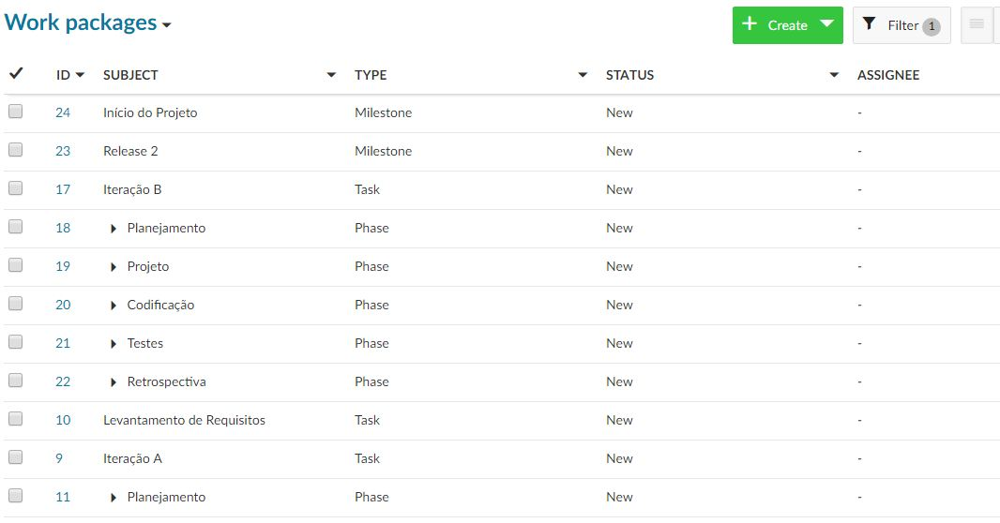 Work packages
Create Filter 1
ID SUBJECT TYPE STATUS ASSIGNEE
24 Início do Projeto Milestone New -
23 Release 2 Milestone New -
17 Iteração B Task New -
18 Planejamento Phase New -
19 Projeto Phase New -
20 Codificação Phase New -
21 Testes Phase New -
22 Retrospectiva Phase New -
10 Levantamento de Requisitos Task New -
9 Iteração A Task New -
11 Planejamento Phase New -